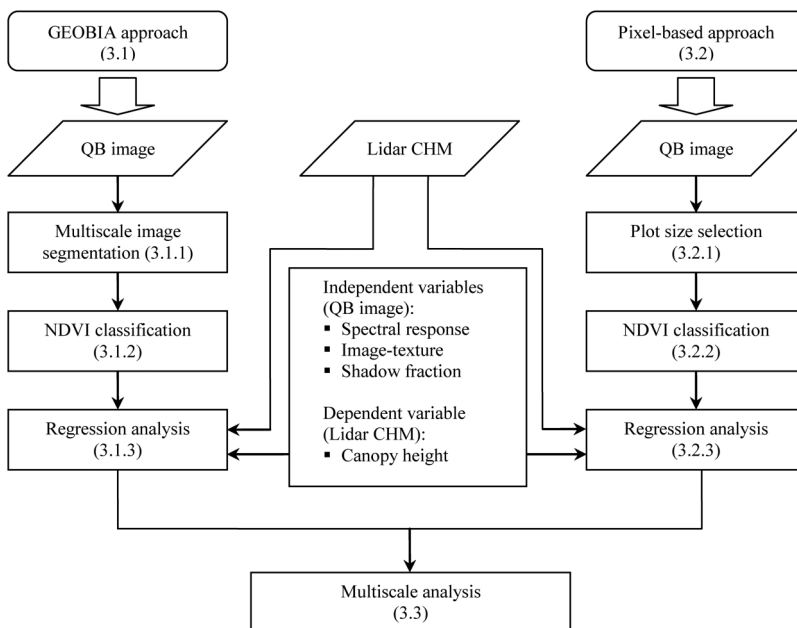 GEOBIA approach
(3.1)
Pixel-based approach
(3.2)
QB image
Lidar CHM
QB image
Multiscale image
segmentation (3.1.1)
Plot size selection
(3.2.1)
Independent variables
(QB image):
▪ Spectral response
▪ Image-texture
▪ Shadow fraction
Dependent variable
(Lidar CHM):
▪ Canopy height
NDVI classification
(3.1.2)
NDVI classification
(3.2.2)
Regression analysis
(3.1.3)
Regression analysis
(3.2.3)
Multiscale analysis
(3.3)